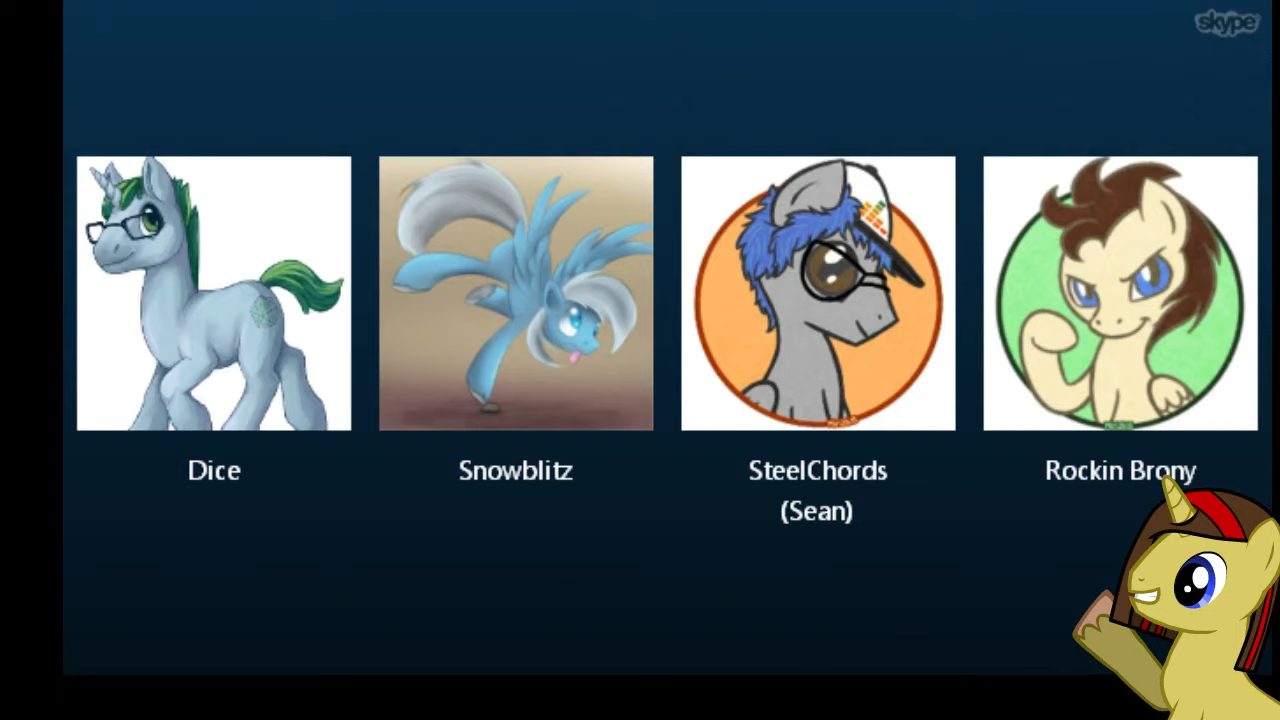 skype
Dice
Snowblitz
SteelChords
(Sean)
Rockin Brony